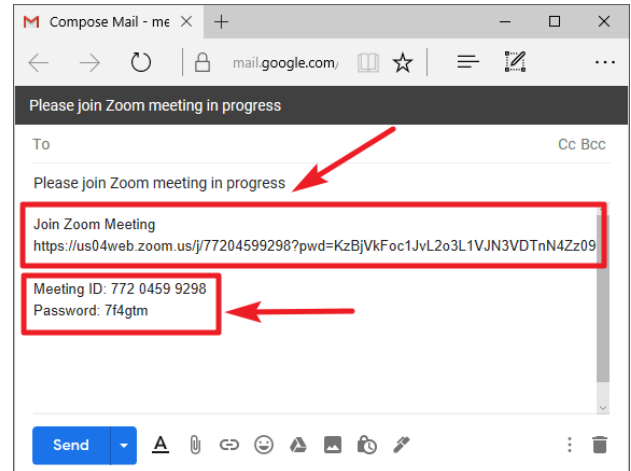 Compose Mail - me
mail.google.com/
Please join Zoom meeting in progress
To Cc Bcc
Please join Zoom meeting in progress
Join Zoom Meeting
https://us04web.zoom.us/j/77204599298?pwd=KzBjVkFoc1JvL2o3L1VJN3VDTnN4Zz09
Meeting ID: 772 0459 9298
Password: 7f4gtm
Send